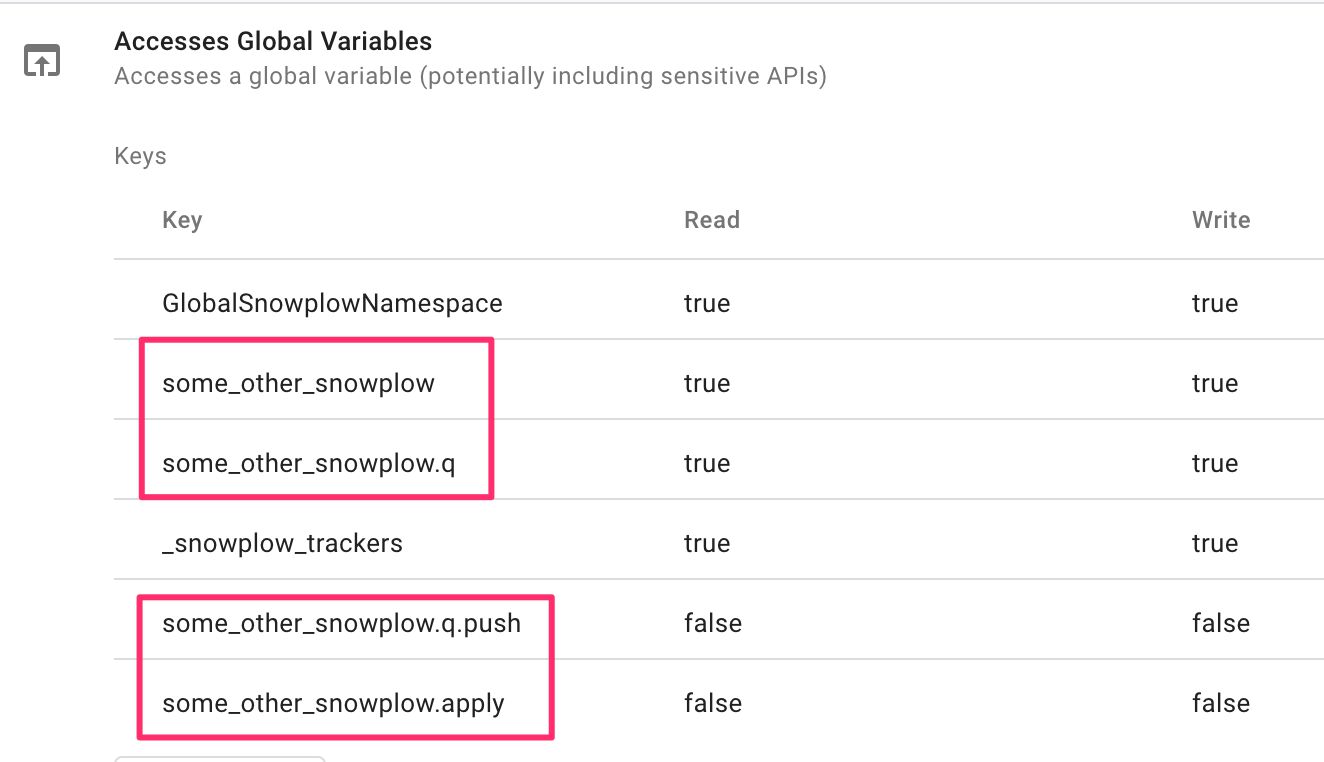 Accesses Global Variables
Accesses a global variable (potentially including sensitive APIs)
Keys
Key Read Write
GlobalSnowplowNamespace true true
some_other_snowplow true true
some_other_snowplow.q true true
_snowplow_trackers true true
some_other_snowplow.q.push false false
some_other_snowplow.apply false false